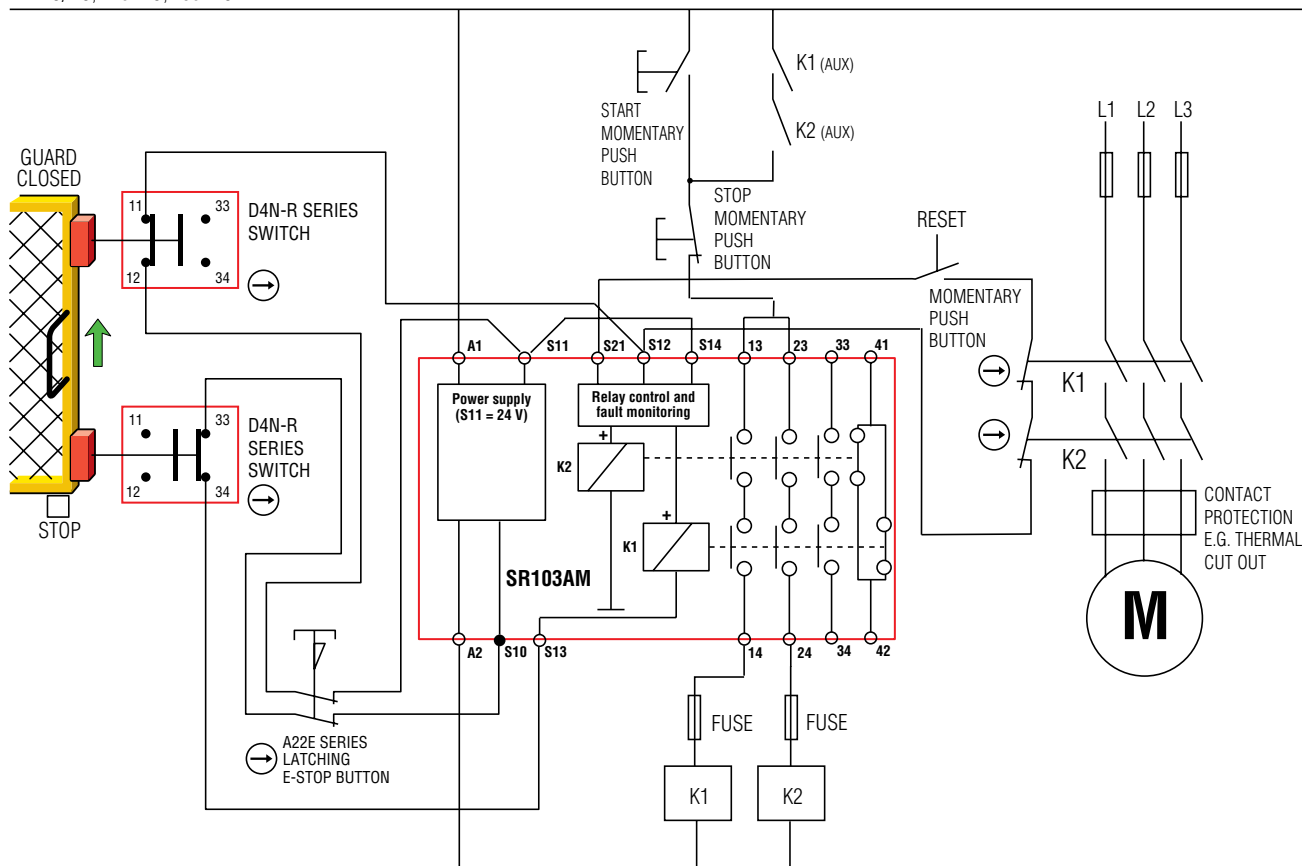 K1 (AUX)
K2 (AUX)
START
MOMENTARY
PUSH
BUTTON
L1 L2 L3
GUARD
CLOSED
11 33
12 34
D4N-R SERIES
SWITCH
STOP
MOMENTARY
PUSH
BUTTON
RESET
MOMENTARY
PUSH
BUTTON
A1 S11 S21 S12 S14 13 23 33 41
Power supply
(S11 = 24 V)
Relay control and
fault monitoring
K1
K2
11 33
12 34
D4N-R
SERIES
SWITCH
STOP
+
K2
+
K1
SR103AM
CONTACT
PROTECTION
E.G. THERMAL
CUT OUT
M
A2 S10 S13 14 24 34 42
FUSE FUSE
A22E SERIES
LATCHING
E-STOP BUTTON
K1 K2